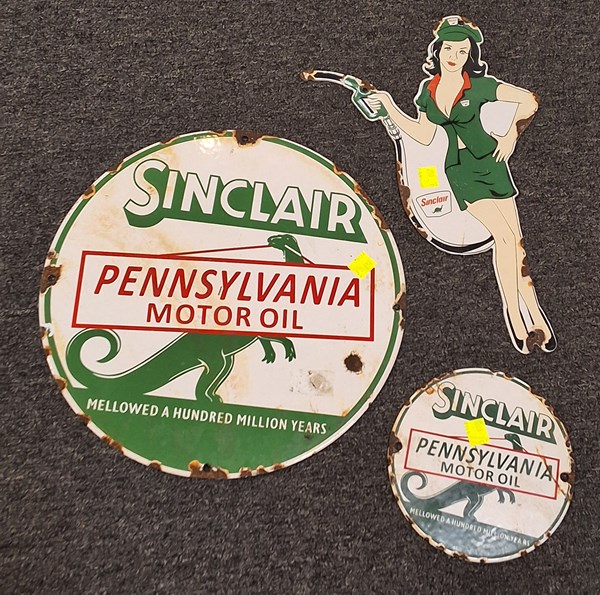 SINCLAIR
PENNSYLVANIA
MOTOR OIL
MELLOWED A HUNDRED MILLION YEARS
Sinclair
SINCLAIR
PENNSYLVANIA
MOTOR OIL
MELLOWED A HUNDRED MILLION YEARS